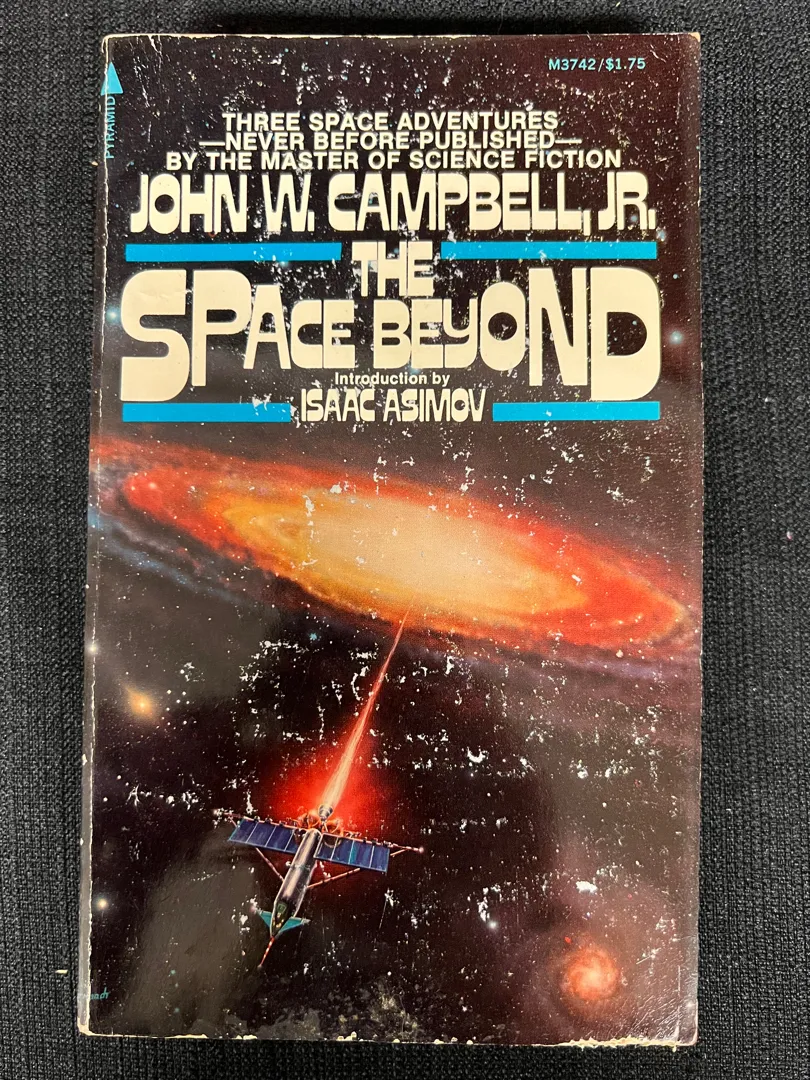 M3742/$1.75
PYRAMID
THREE SPACE ADVENTURES
—NEVER BEFORE PUBLISHED—
BY THE MASTER OF SCIENCE FICTION
JOHN W. CAMPBELL, JR.
THE
SPACE BEYOND
Introduction by
ISAAC ASIMOV